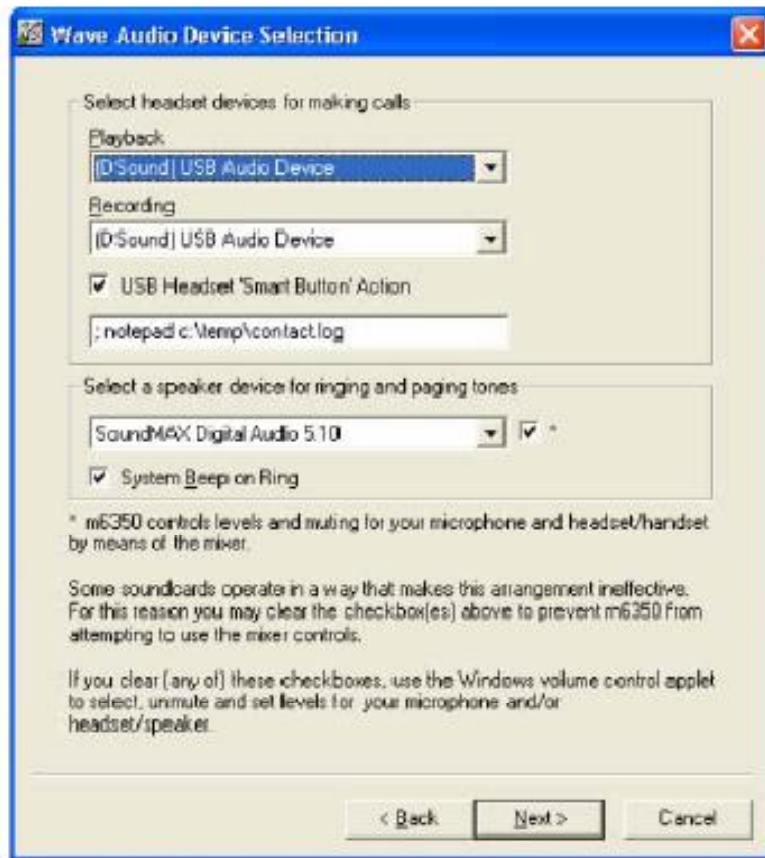 Wave Audio Device Selection
Select headset devices for making calls
Playback
(D'Sound) USB Audio Device
Recording
(D'Sound) USB Audio Device
USB Headset 'Smart Button' Action
; notepad c:\temp\contact.log
Select a speaker device for ringing and paging tones
SoundMAX Digital Audio 5.10
*
System Beep on Ring
* m6350 controls levels and muting for your microphone and headset/handset
by means of the mixer.
Some soundcards operate in a way that makes this arrangement ineffective.
For this reason you may clear the checkbox(es) above to prevent m6350 from
attempting to use the mixer controls.
If you clear (any of) these checkboxes, use the Windows volume control applet
to select, unmute and set levels for your microphone and/or
headset/speaker.
< Back
Next >
Cancel